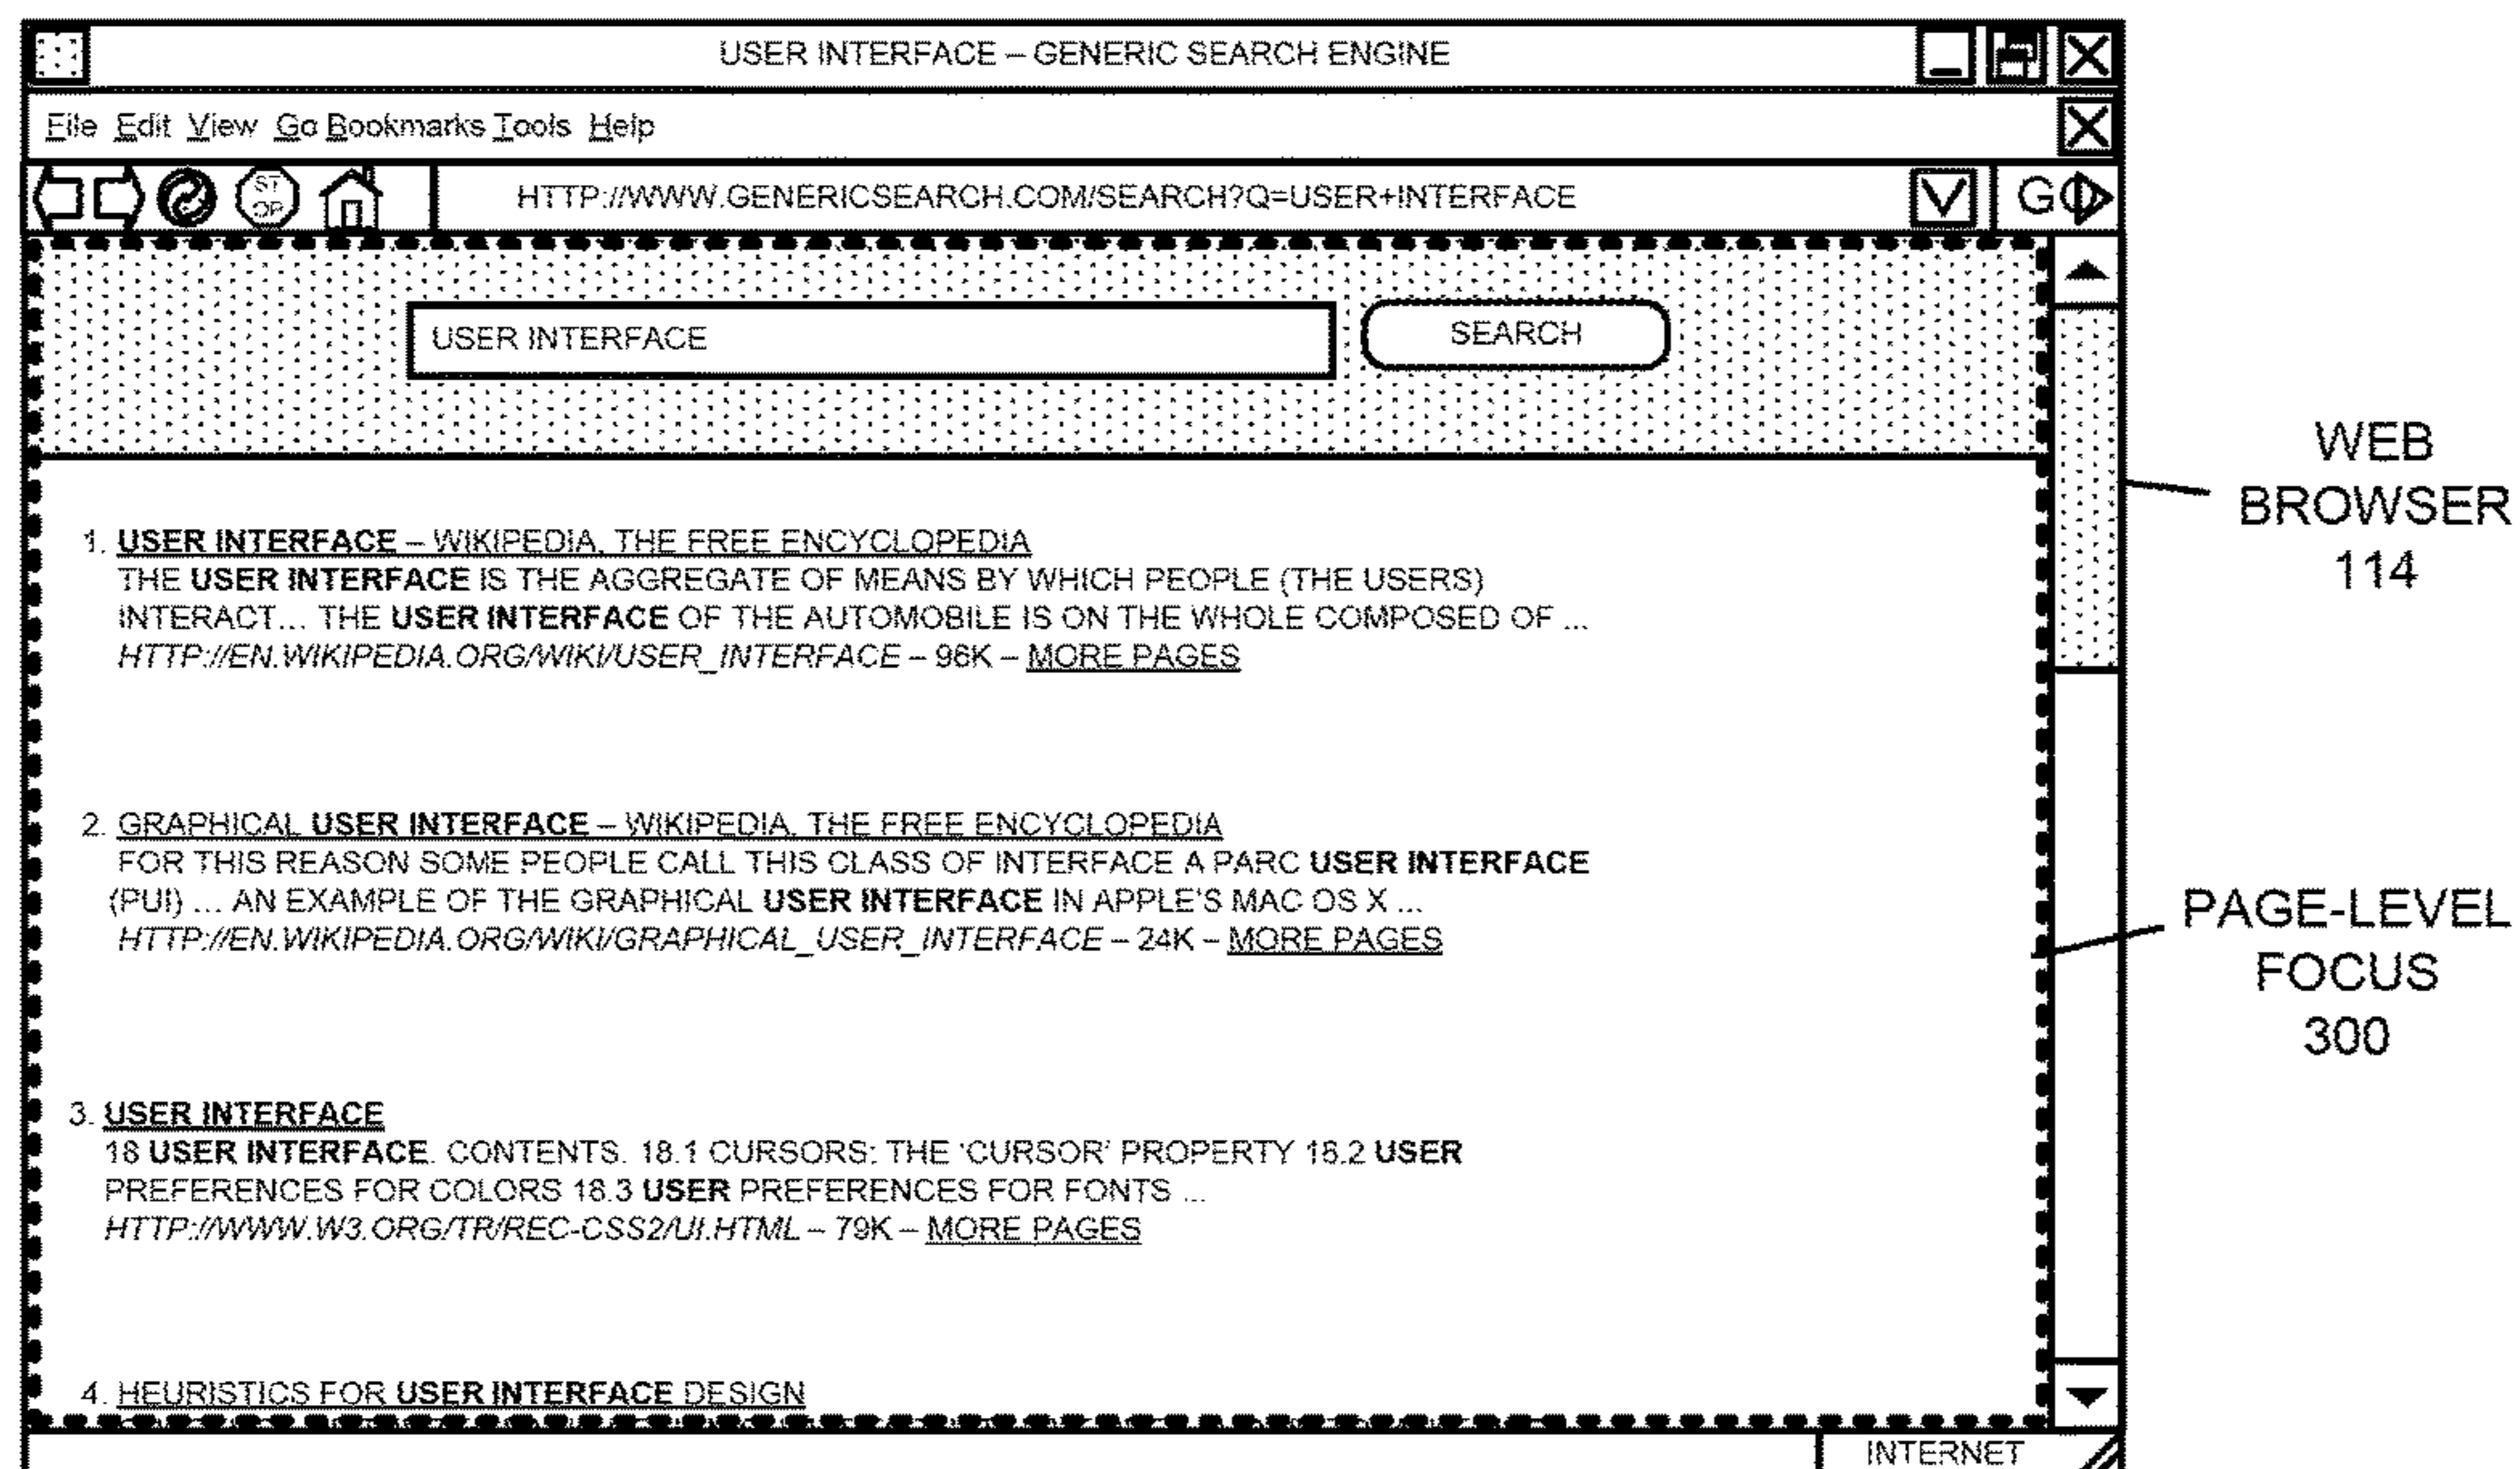 USER INTERFACE – GENERIC SEARCH ENGINE
File Edit View Go Bookmarks Tools Help
ST
OP
HTTP://WWW.GENERICSEARCH.COM/SEARCH?Q=USER+INTERFACE
GO
USER INTERFACE
SEARCH
1. USER INTERFACE – WIKIPEDIA, THE FREE ENCYCLOPEDIA
THE USER INTERFACE IS THE AGGREGATE OF MEANS BY WHICH PEOPLE (THE USERS)
INTERACT... THE USER INTERFACE OF THE AUTOMOBILE IS ON THE WHOLE COMPOSED OF ...
HTTP://EN.WIKIPEDIA.ORG/WIKI/USER_INTERFACE – 96K – MORE PAGES
2. GRAPHICAL USER INTERFACE – WIKIPEDIA, THE FREE ENCYCLOPEDIA
FOR THIS REASON SOME PEOPLE CALL THIS CLASS OF INTERFACE A PARC USER INTERFACE
(PUI) ... AN EXAMPLE OF THE GRAPHICAL USER INTERFACE IN APPLE'S MAC OS X ...
HTTP://EN.WIKIPEDIA.ORG/WIKI/GRAPHICAL_USER_INTERFACE – 24K – MORE PAGES
3. USER INTERFACE
18 USER INTERFACE. CONTENTS. 18.1 CURSORS: THE 'CURSOR' PROPERTY 18.2 USER
PREFERENCES FOR COLORS 18.3 USER PREFERENCES FOR FONTS ...
HTTP://WWW.W3.ORG/TR/REC-CSS2/UI.HTML – 79K – MORE PAGES
4. HEURISTICS FOR USER INTERFACE DESIGN
INTERNET
WEB
BROWSER
114
PAGE-LEVEL
FOCUS
300